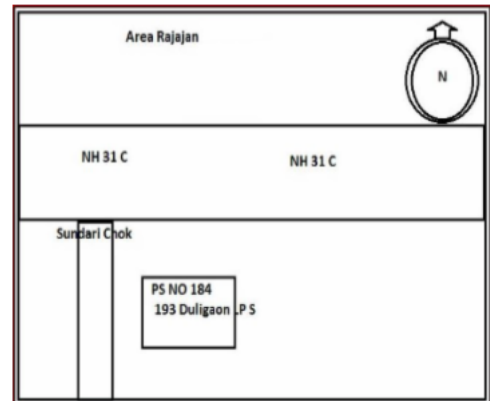 Area Rajajan
N
NH 31 C
NH 31 C
Sundari Chok
PS NO 184
193 Duligaon LP S